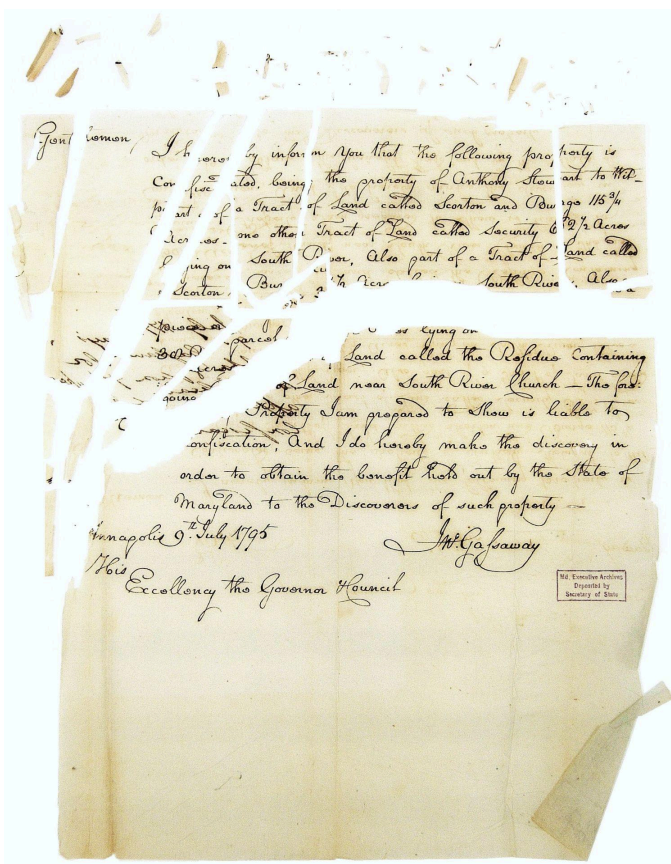 Gentlemen,
I hereby inform You that the following property is
Confiscated, being the property of Anthony Stewart to Wit-
part of a Tract of Land called Scorton and Burgo 115 3/4
Acres - one other Tract of Land called Security 62 1/2 Acres
lying on South River, Also part of a Tract of Land called
Scorton South River, Also a
parcel lying on
Land called the Residue Containing
of Land near South River Church — The fore:
going Property I am prepared to Show is liable to
Confiscation, And I do hereby make the discovery in
order to obtain the benefit held out by the State of
Maryland to the Discoverers of such property —
Annapolis 9th July 1795
Jno. Gassaway
His
Excellency the Governor & Council
Md. Executive Archives
Deposited by
Secretary of State